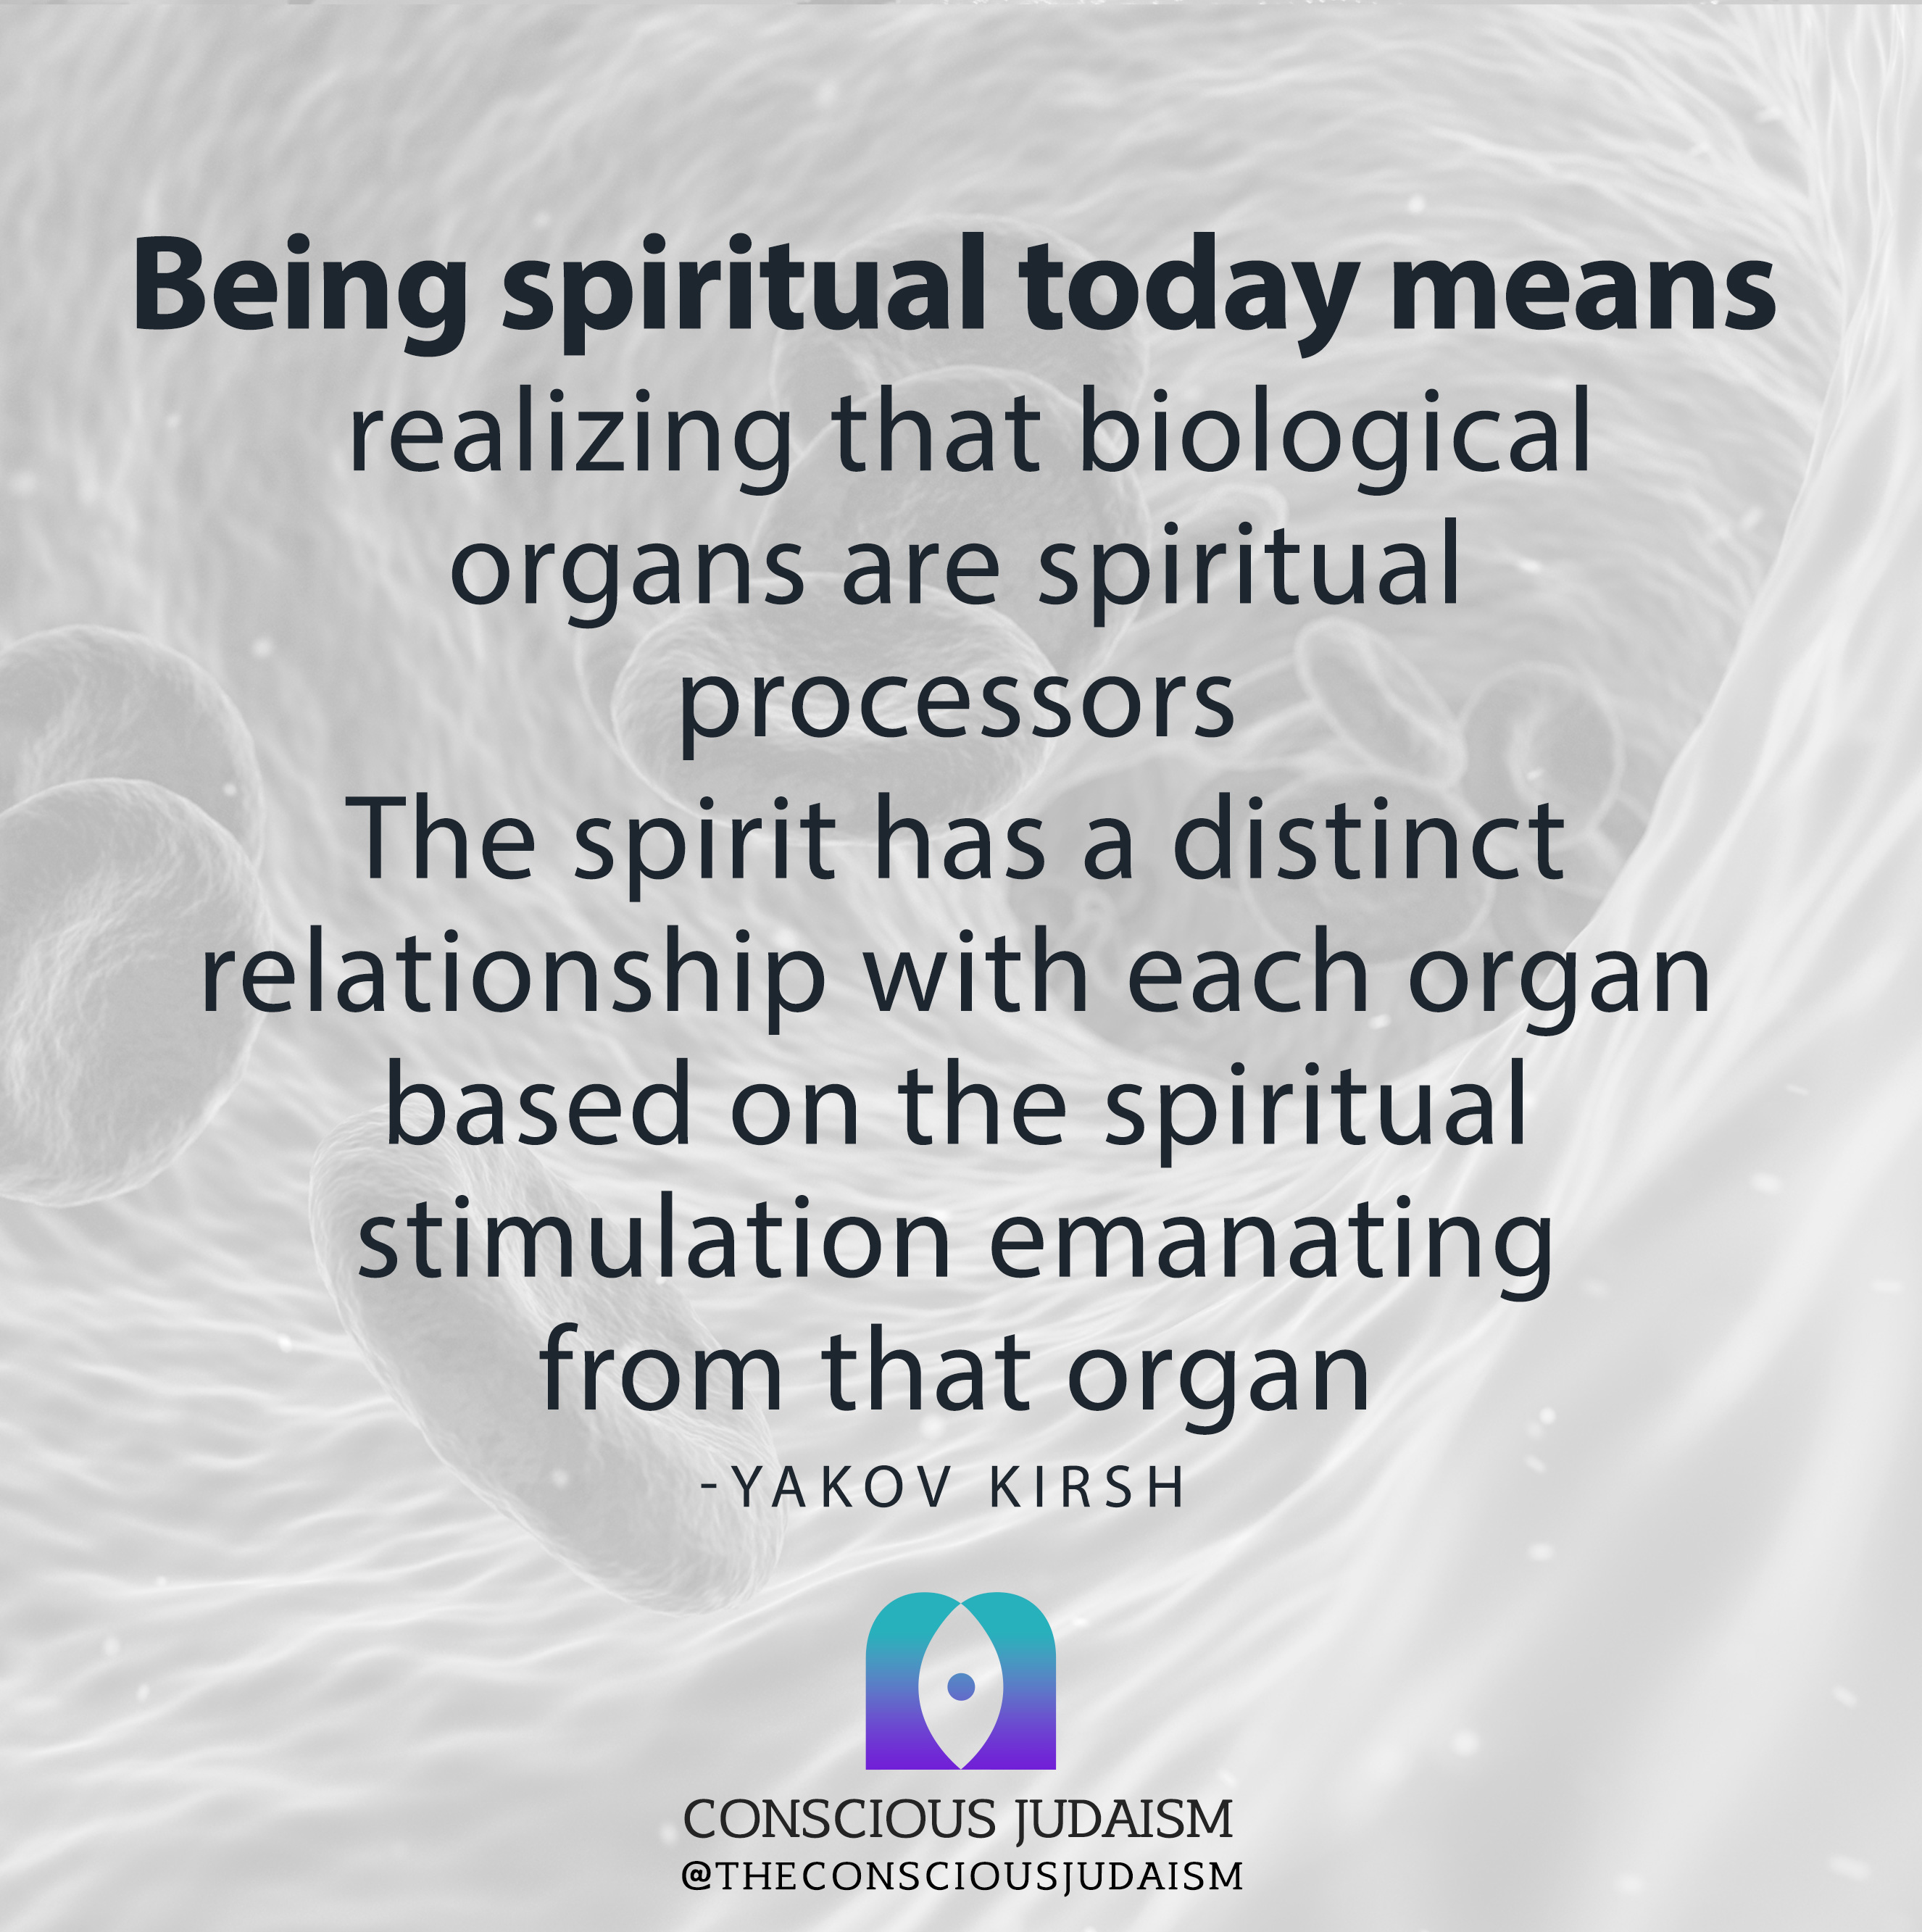 Being spiritual today means
realizing that biological
organs are spiritual
processors
The spirit has a distinct
relationship with each organ
based on the spiritual
stimulation emanating
from that organ
-YAKOV KIRSH
CONSCIOUS JUDAISM
@THECONSCIOUSJUDAISM